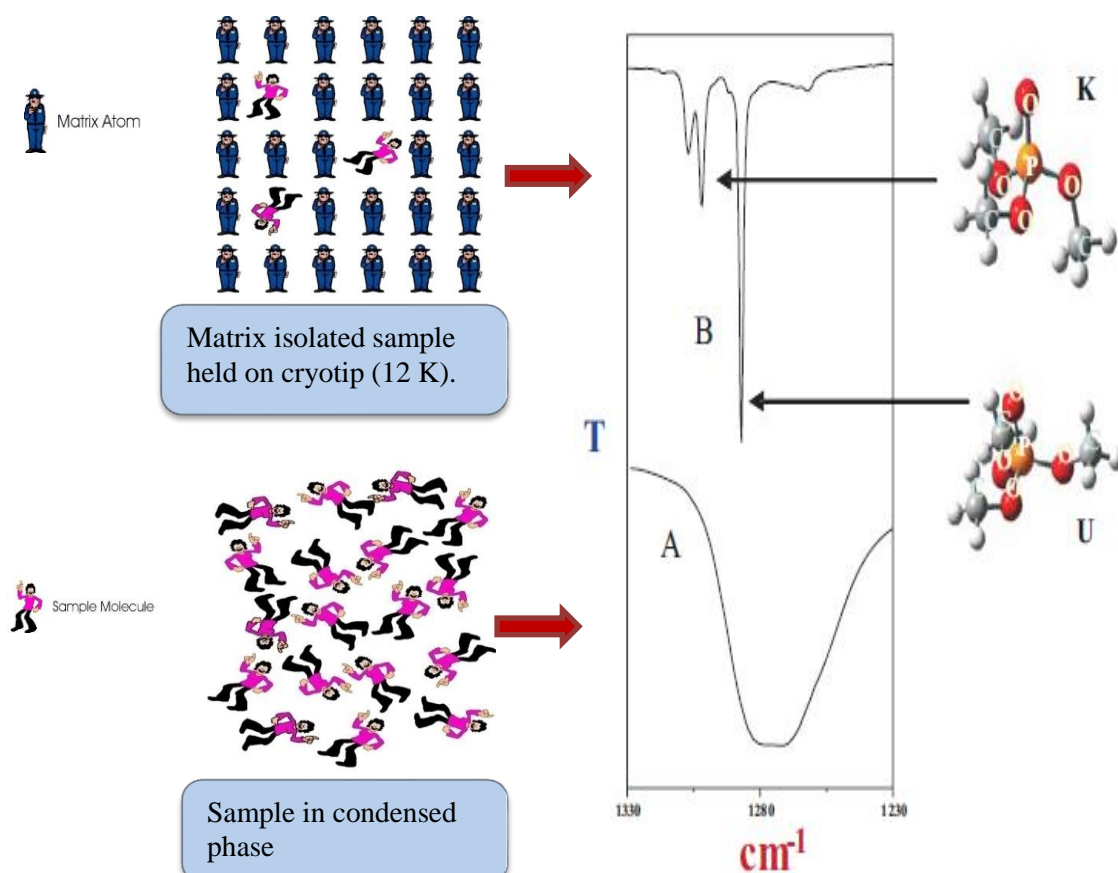 Matrix Atom
Matrix isolated sample
held on cryotip (12 K).
Sample Molecule
Sample in condensed
phase
T
B
A
1330
1280
1230
cm-1
K
O
C
P
O
O
O
C
C
U
P
O